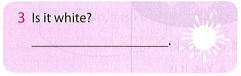 3 Is it white?
.